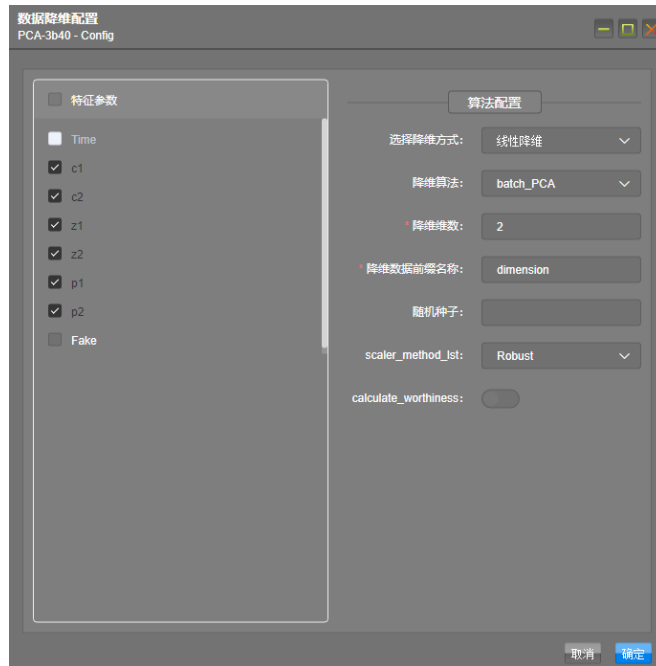 数据降维配置
PCA-3b40 - Config
特征参数
Time
c1
c2
z1
z2
p1
p2
Fake
算法配置
选择降维方式： 线性降维
降维算法： batch_PCA
*降维维数： 2
*降维数据前缀名称： dimension
随机种子：
scaler_method_lst： Robust
calculate_worthiness：
取消 确定